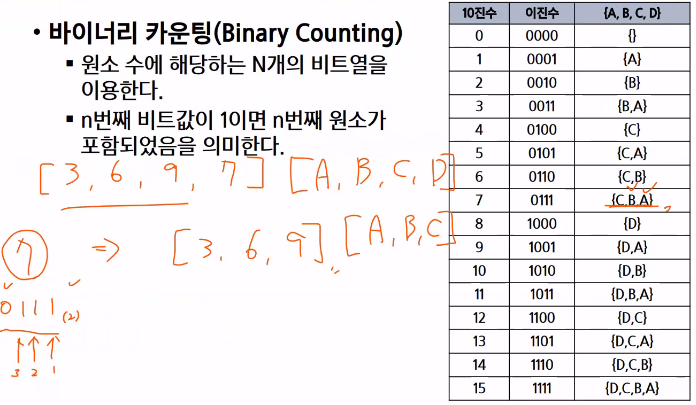 • 바이너리 카운팅(Binary Counting)
▪ 원소 수에 해당하는 N개의 비트열을
이용한다.
▪ n번째 비트값이 1이면 n번째 원소가
포함되었음을 의미한다.
[3, 6, 9, 7] [A, B, C, D]
7 ⇒ [3, 6, 9] [A, B, C]
0111(2)
3 2 1
10진수 이진수 {A, B, C, D}
0 0000 {}
1 0001 {A}
2 0010 {B}
3 0011 {B,A}
4 0100 {C}
5 0101 {C,A}
6 0110 {C,B}
7 0111 {C,B,A}
8 1000 {D}
9 1001 {D,A}
10 1010 {D,B}
11 1011 {D,B,A}
12 1100 {D,C}
13 1101 {D,C,A}
14 1110 {D,C,B}
15 1111 {D,C,B,A}